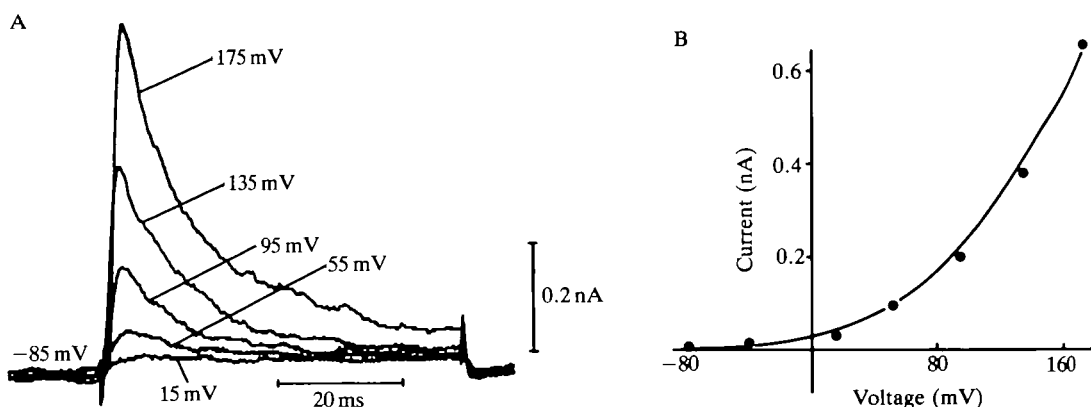 A
175 mV
135 mV
95 mV
55 mV
0.2 nA
−85 mV
15 mV
20 ms
B
0.6
0.4
0.2
Current (nA)
−80
80
160
Voltage (mV)